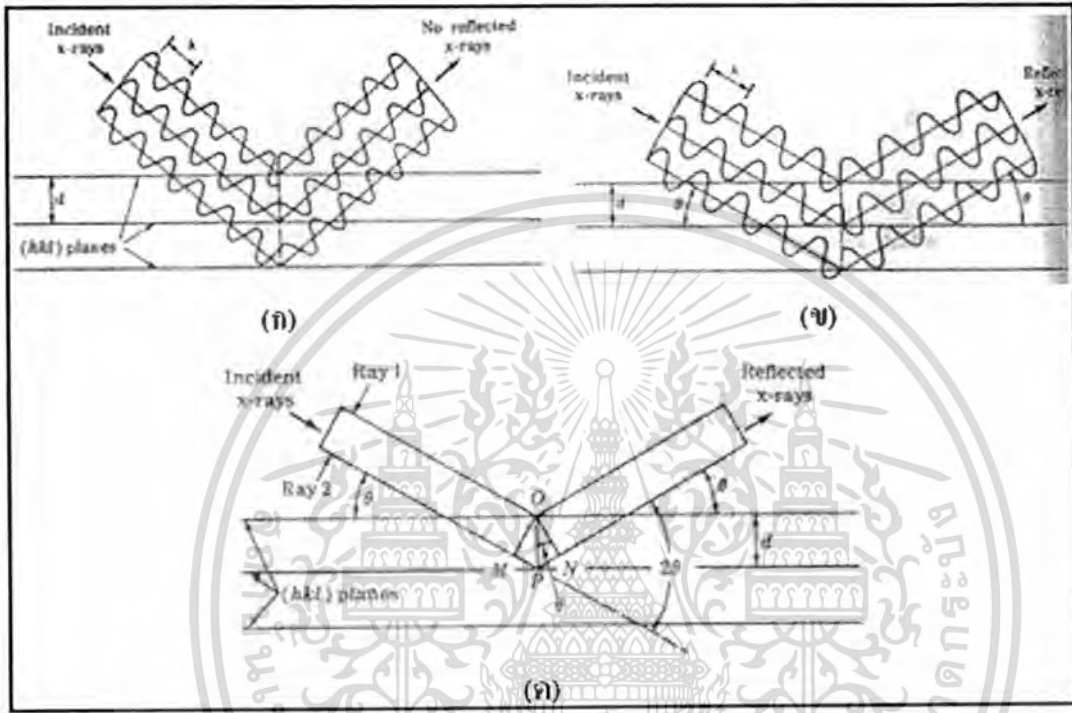 Incident
x-rays
λ
No reflected
x-rays
d
(hkl) planes
(ก)
Incident
x-rays
λ
x-ra
d
θ
θ
(ข)
Incident
x-rays
Ray 1
Ray 2
θ
O
M
P
N
2θ
Reflected
x-rays
θ
d
(hkl) planes
(ค)